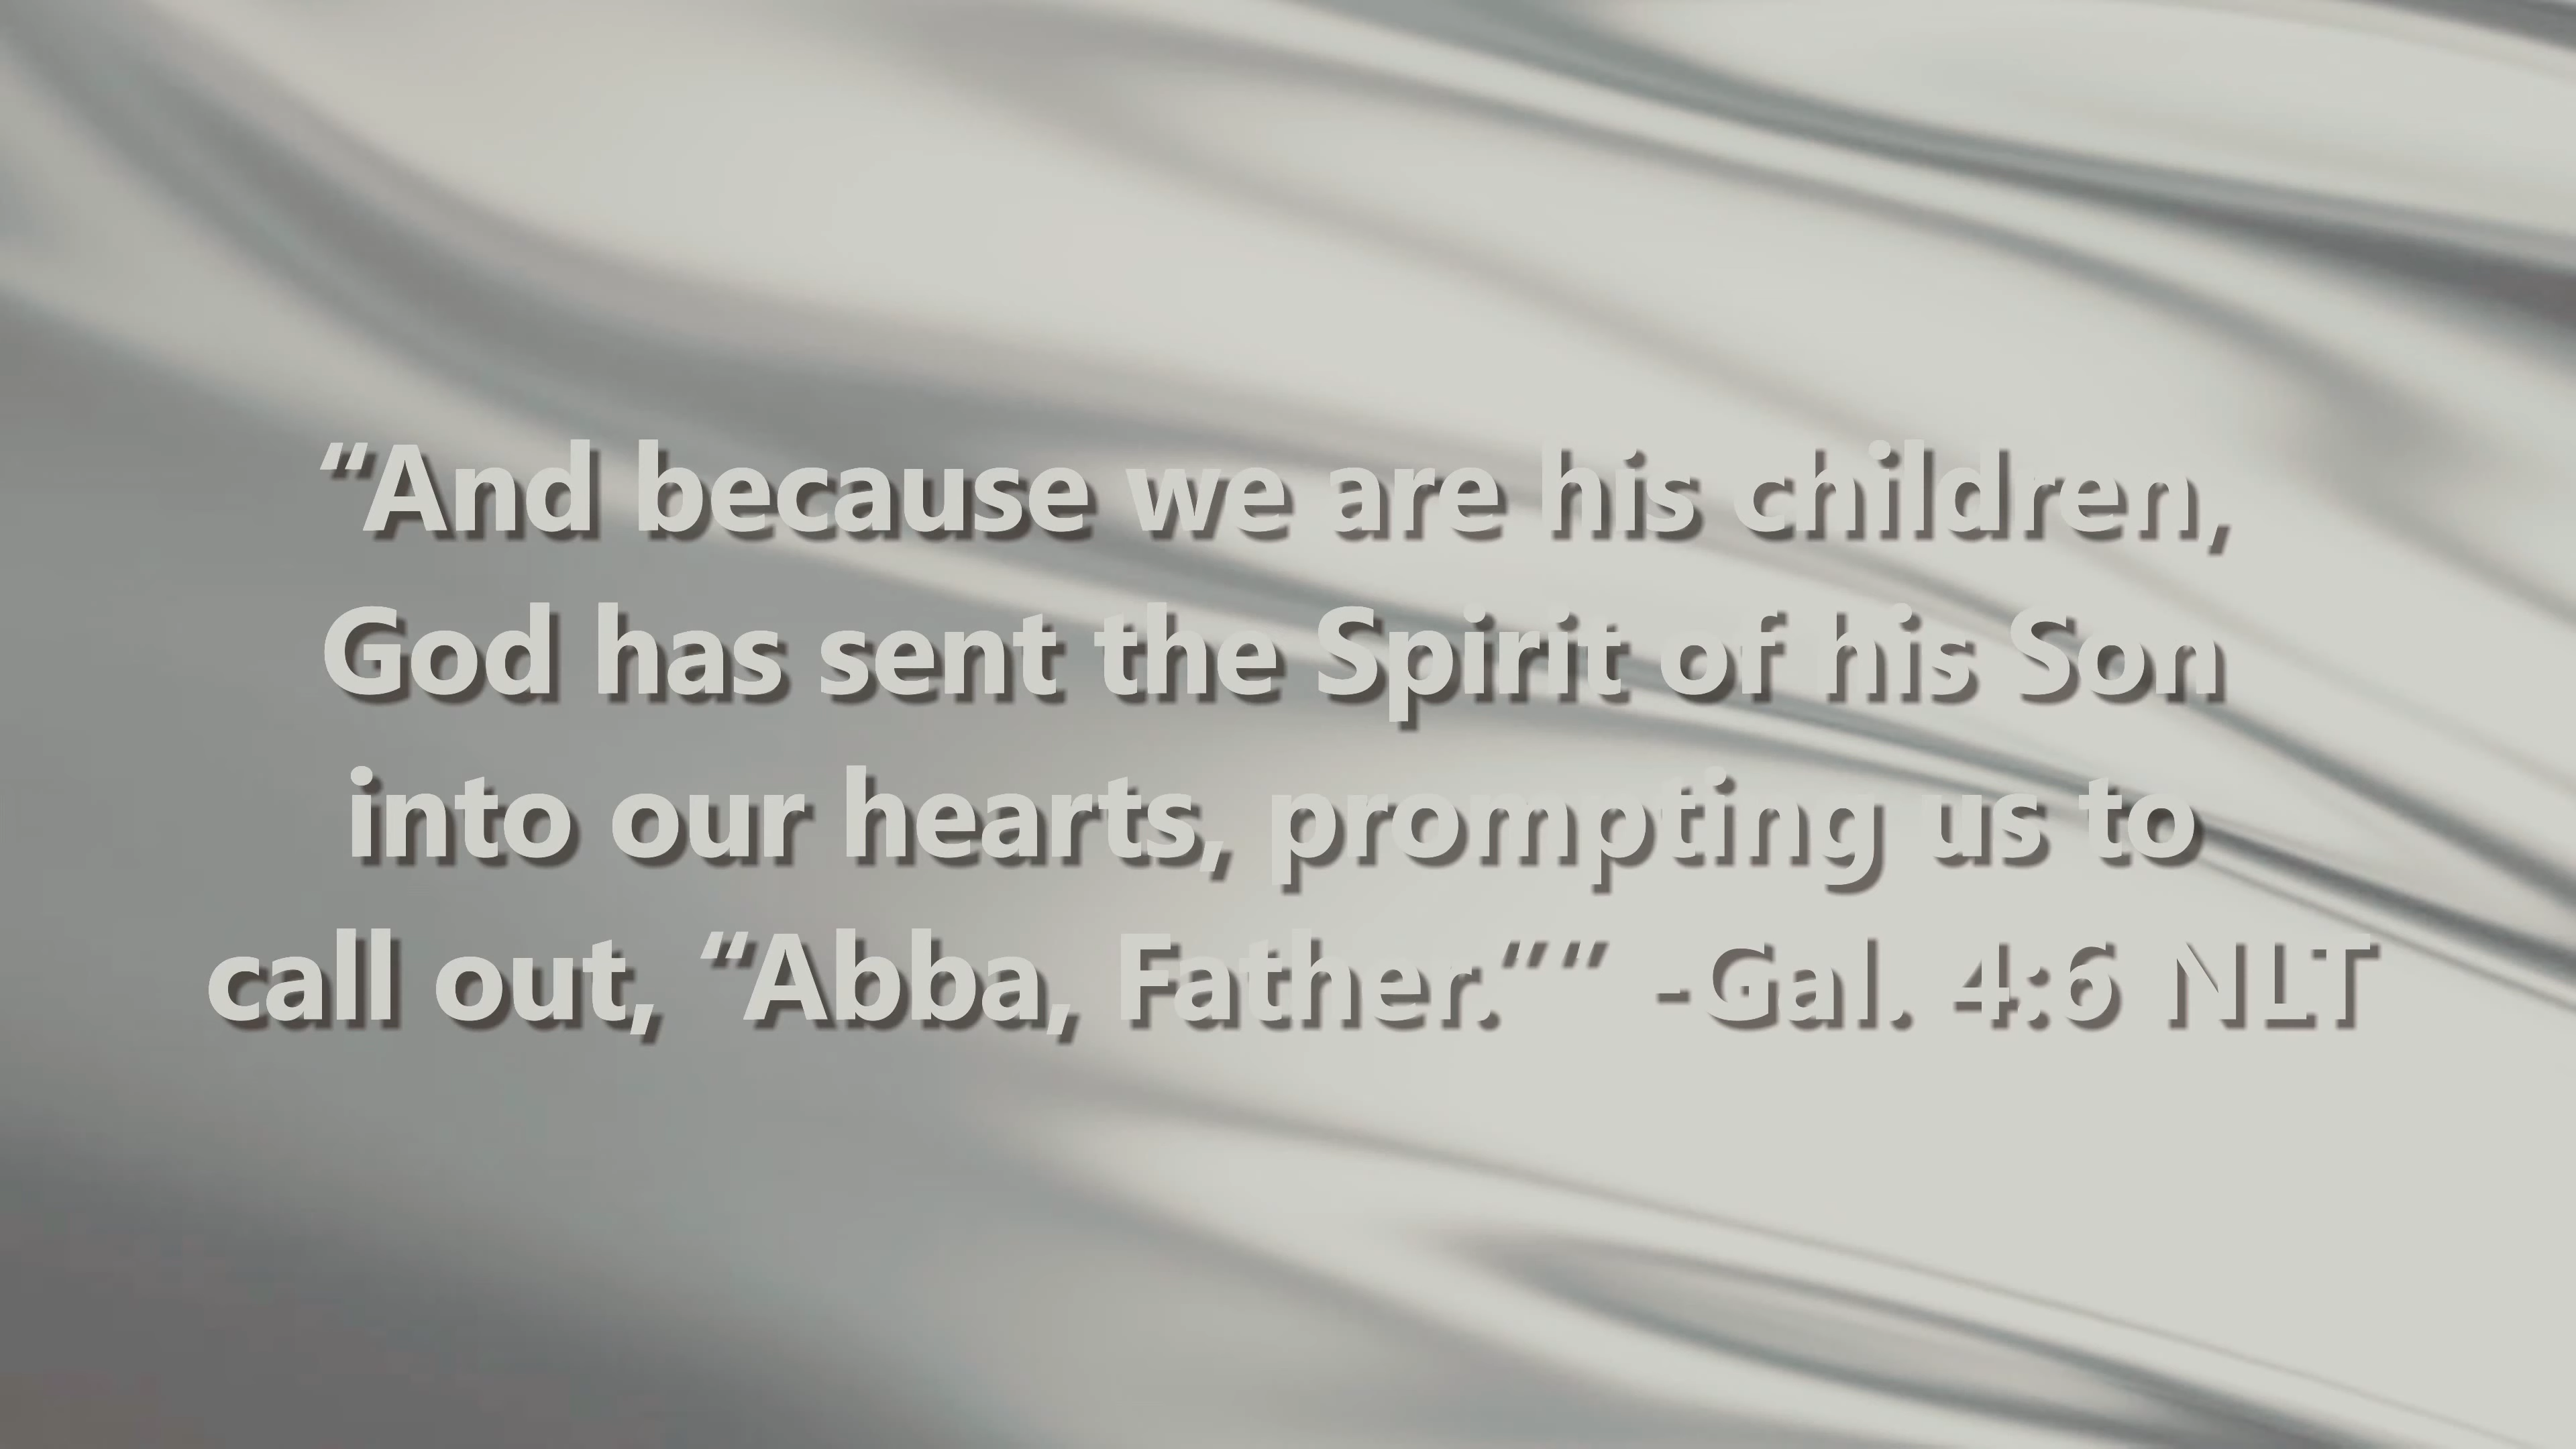 “And because we are his children,
God has sent the Spirit of his Son
into our hearts, prompting us to
call out, “Abba, Father.”” -Gal. 4:6 NLT